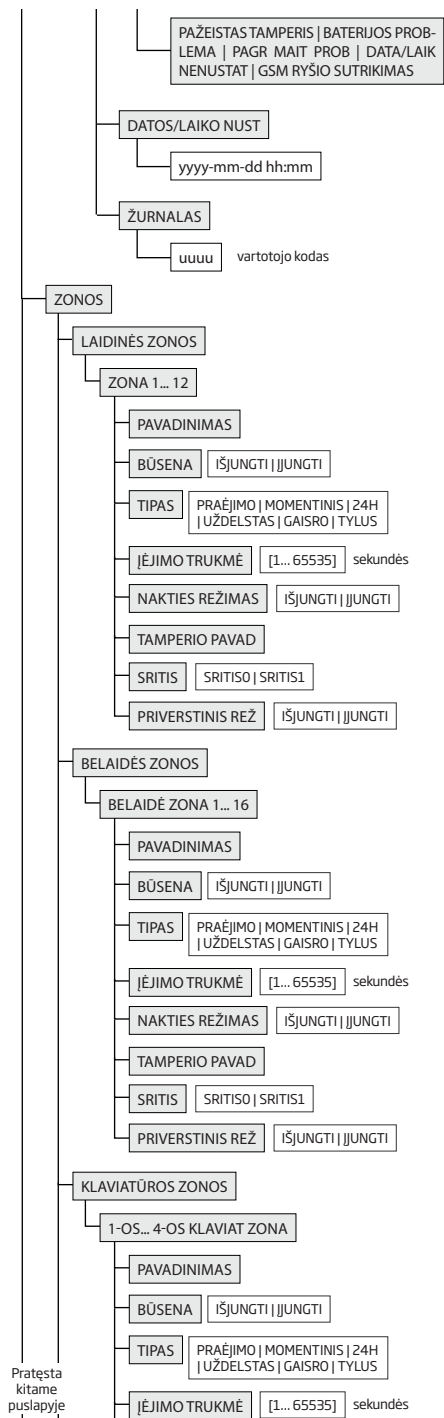 PAŽEISTAS TAMPERIS | BATERIJOS PROB-
LEMA | PAGR MAIT PROB | DATA/LAIK
NENUSTAT | GSM RYŠIO SUTRIKIMAS
DATOS/LAIKO NUST
yyyy-mm-dd hh:mm
ŽURNALAS
uuuu vartotojo kodas
ZONOS
LAIDINĖS ZONOS
ZONA 1... 12
PAVADINIMAS
BŪSENA IŠJUNGTI | ĮJUNGTI
TIPAS PRAĖJIMO | MOMENTINIS | 24H
| UŽDELSTAS | GAISRO | TYLUS
ĮĖJIMO TRUKMĖ [1... 65535] sekundės
NAKTIES REŽIMAS IŠJUNGTI | ĮJUNGTI
TAMPERIO PAVAD
SRITIS SRITIS0 | SRITIS1
PRIVERSTINIS REŽ IŠJUNGTI | ĮJUNGTI
BELAIDĖS ZONOS
BELAIDĖ ZONA 1... 16
PAVADINIMAS
BŪSENA IŠJUNGTI | ĮJUNGTI
TIPAS PRAĖJIMO | MOMENTINIS | 24H
| UŽDELSTAS | GAISRO | TYLUS
ĮĖJIMO TRUKMĖ [1... 65535] sekundės
NAKTIES REŽIMAS IŠJUNGTI | ĮJUNGTI
TAMPERIO PAVAD
SRITIS SRITIS0 | SRITIS1
PRIVERSTINIS REŽ IŠJUNGTI | ĮJUNGTI
KLAVIATŪROS ZONOS
1-OS... 4-OS KLAVIAT ZONA
PAVADINIMAS
BŪSENA IŠJUNGTI | ĮJUNGTI
TIPAS PRAĖJIMO | MOMENTINIS | 24H
| UŽDELSTAS | GAISRO | TYLUS
ĮĖJIMO TRUKMĖ [1... 65535] sekundės
Pratęsta
kitame
puslapyje